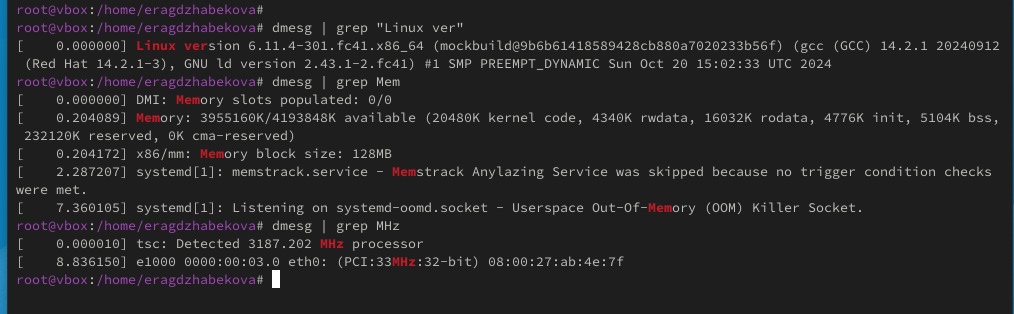 root@vbox:/home/eragdzhabekova#
root@vbox:/home/eragdzhabekova# dmesg | grep "Linux ver"
[    0.000000] Linux version 6.11.4-301.fc41.x86_64 (mockbuild@9b6b61418589428cb880a7020233b56f) (gcc (GCC) 14.2.1 20240912
(Red Hat 14.2.1-3), GNU ld version 2.43.1-2.fc41) #1 SMP PREEMPT_DYNAMIC Sun Oct 20 15:02:33 UTC 2024
root@vbox:/home/eragdzhabekova# dmesg | grep Mem
[    0.000000] DMI: Memory slots populated: 0/0
[    0.204089] Memory: 3955160K/4193848K available (20480K kernel code, 4340K rwdata, 16032K rodata, 4776K init, 5104K bss,
232120K reserved, 0K cma-reserved)
[    0.204172] x86/mm: Memory block size: 128MB
[    2.287207] systemd[1]: memstrack.service - Memstrack Anylazing Service was skipped because no trigger condition checks
were met.
[    7.360105] systemd[1]: Listening on systemd-oomd.socket - Userspace Out-Of-Memory (OOM) Killer Socket.
root@vbox:/home/eragdzhabekova# dmesg | grep MHz
[    0.000010] tsc: Detected 3187.202 MHz processor
[    8.836150] e1000 0000:00:03.0 eth0: (PCI:33MHz:32-bit) 08:00:27:ab:4e:7f
root@vbox:/home/eragdzhabekova#